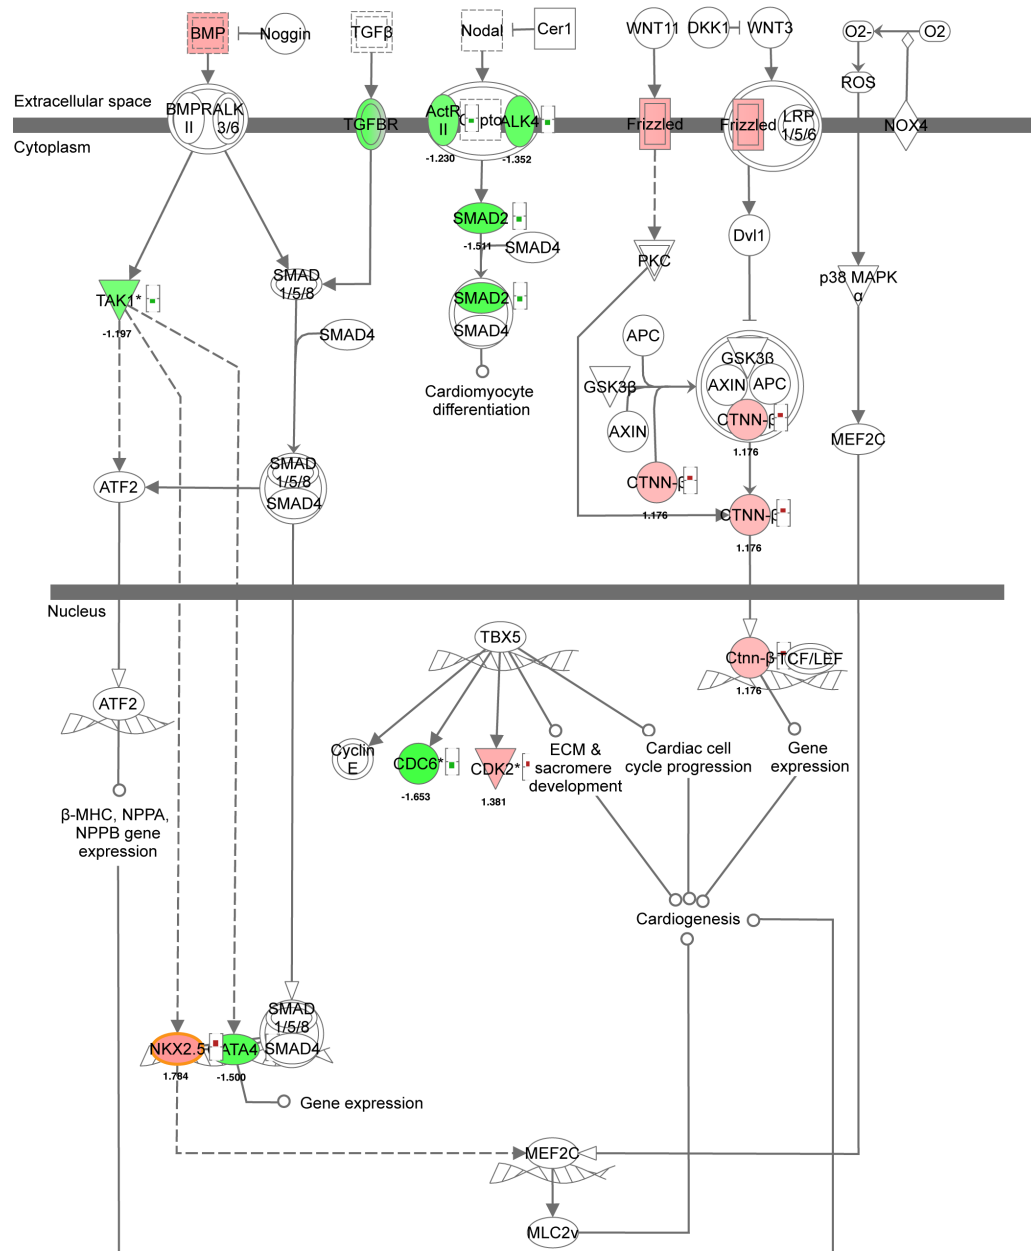 BMP
Noggin
TGFβ
Nodal
Cer1
WNT11
DKK1
WNT3
O2-
O2
ROS
Extracellular space
Cytoplasm
BMPR
II
ALK
3/6
TGFBR
ActR
II
pto
ALK4
-1.230
-1.352
Frizzled
Frizzled
LRP
1/5/6
NOX4
SMAD2
-1.511
SMAD4
Dvl1
PKC
p38 MAPK
α
TAK1*
-1.197
SMAD
1/5/8
SMAD2
SMAD4
SMAD4
Cardiomyocyte
differentiation
APC
GSK3β
AXIN
GSK3ß
AXIN
APC
CTNN-β
1.176
MEF2C
CTNN-β
1.176
CTNN-β
1.176
ATF2
SMAD
1/5/8
SMAD4
Nucleus
TBX5
Ctnn-β
TCF/LEF
1.176
ATF2
Cyclin
E
CDC6*
-1.653
CDK2*
1.381
ECM &
sacromere
development
Cardiac cell
cycle progression
Gene
expression
β-MHC, NPPA,
NPPB gene
expression
Cardiogenesis
NKX2.5
1.784
ATA4
-1.500
SMAD
1/5/8
SMAD4
Gene expression
MEF2C
MLC2v